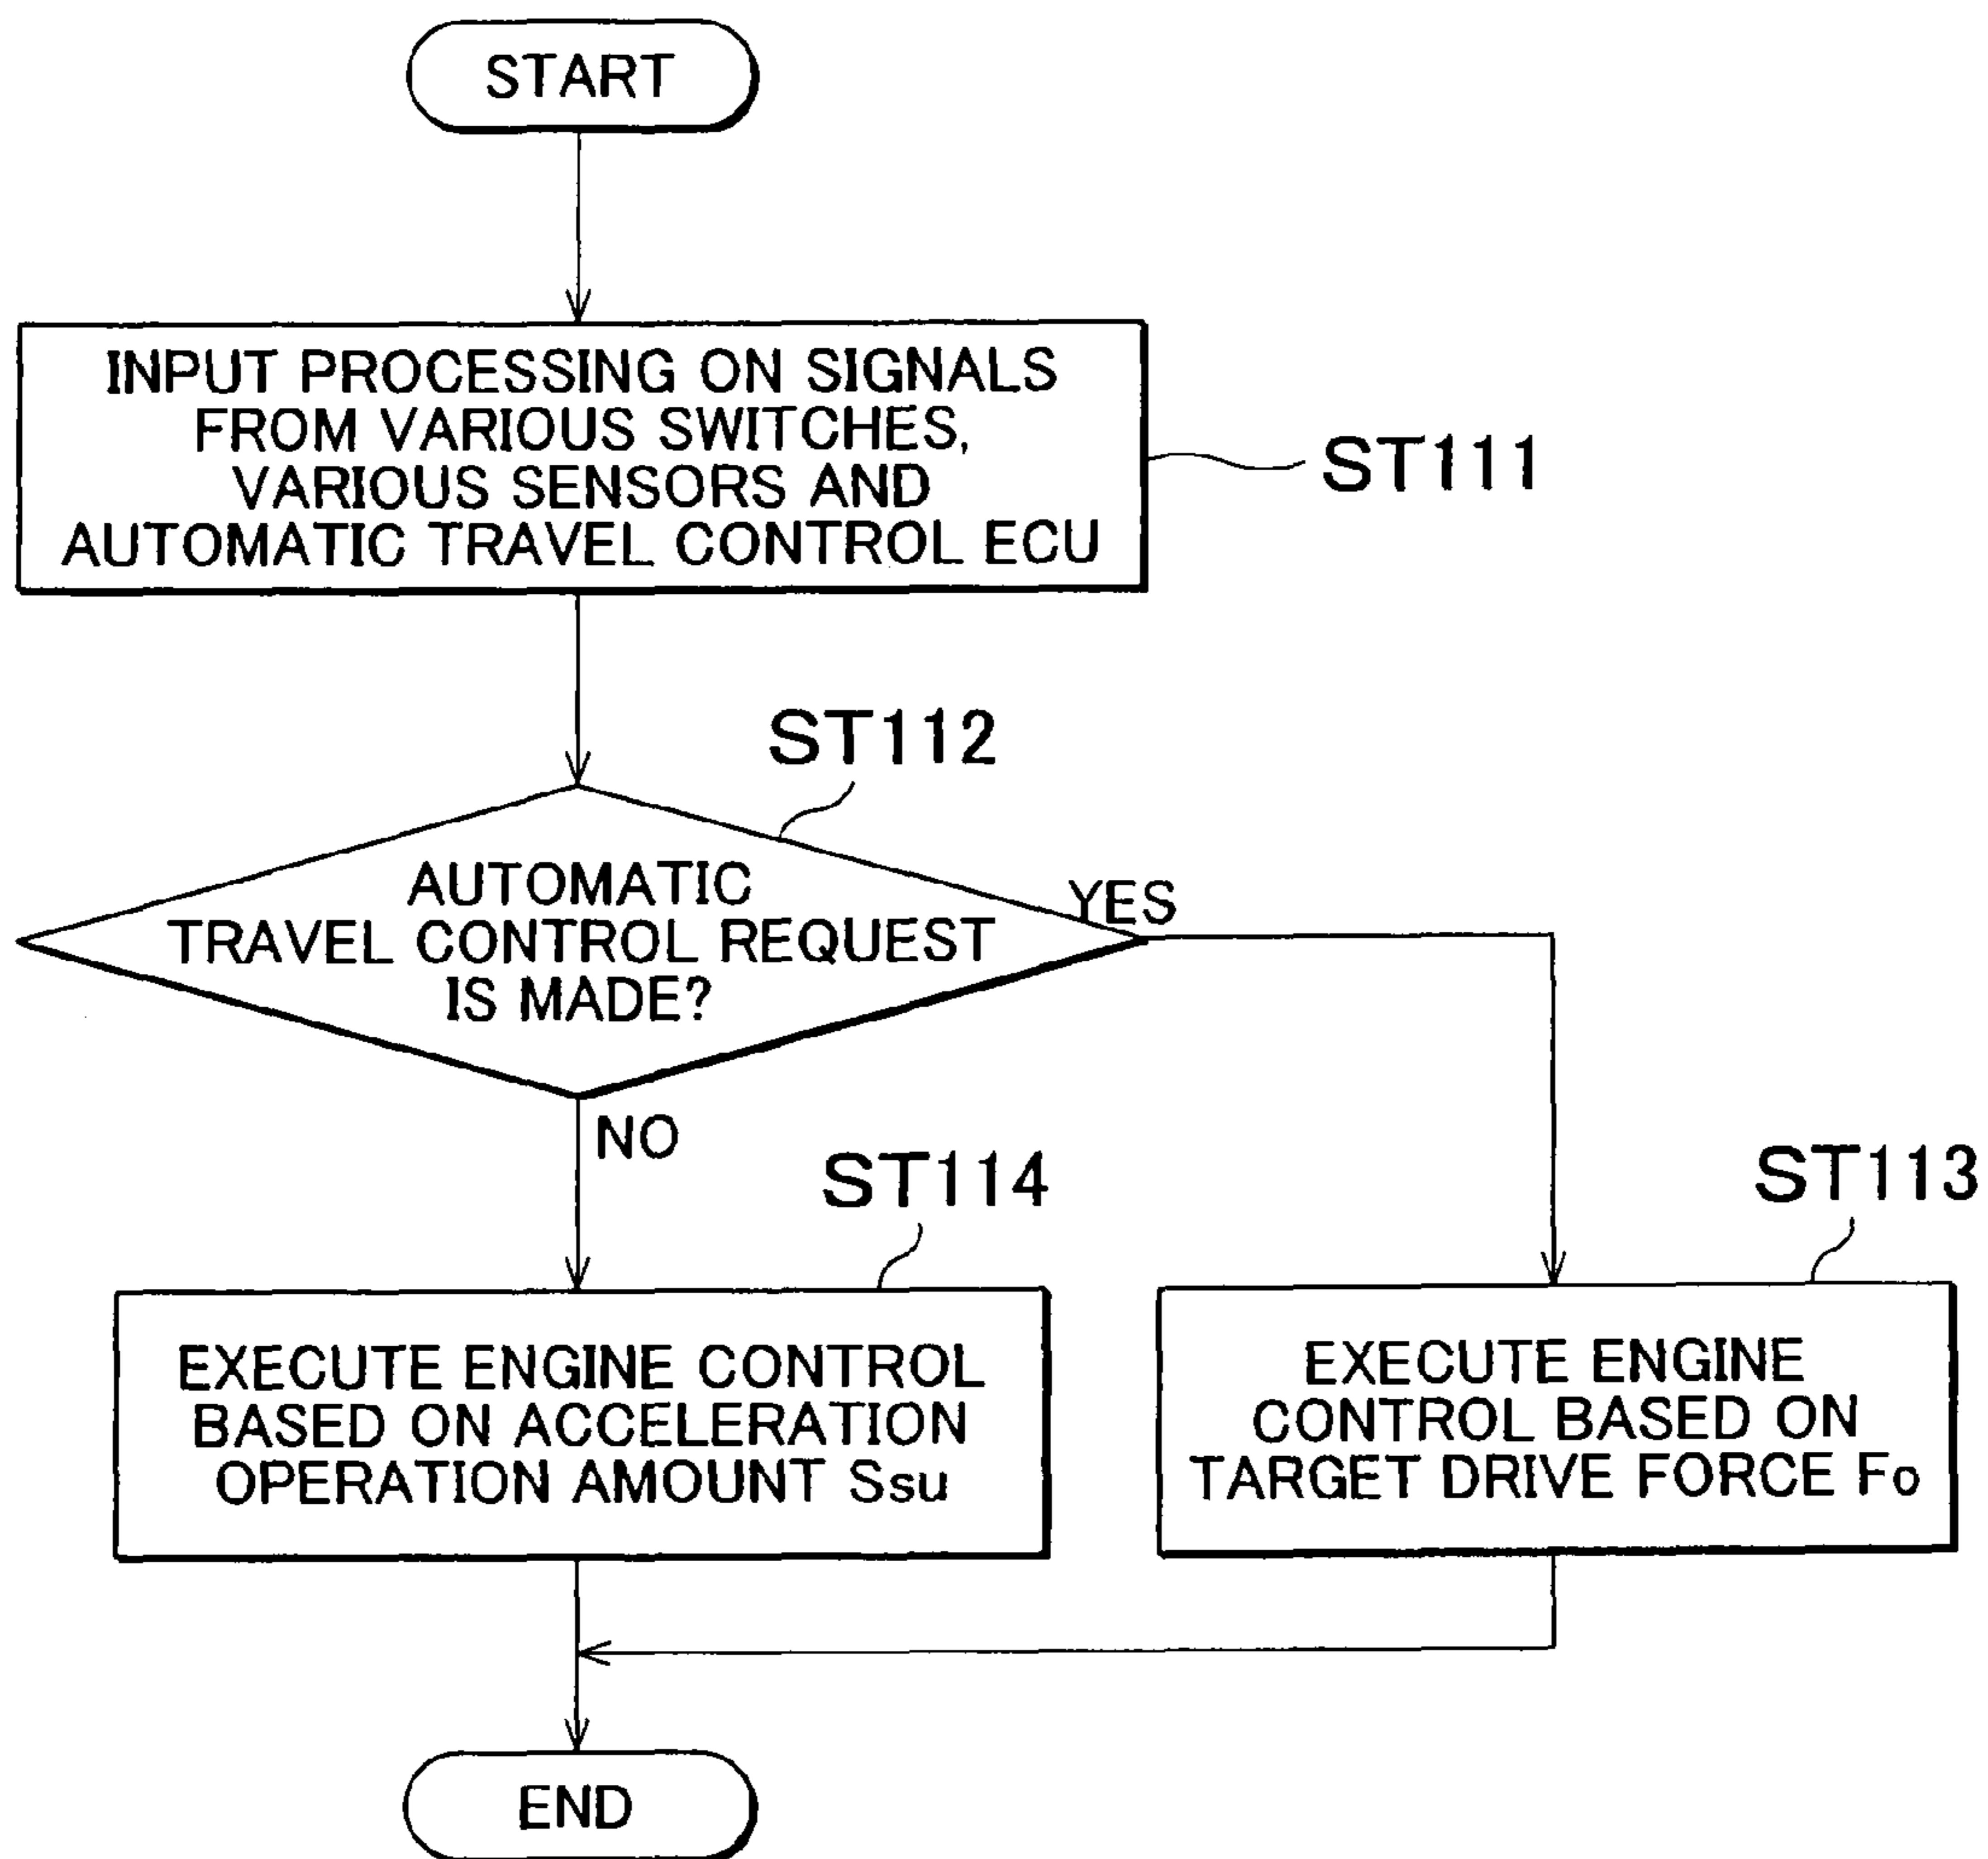 START
INPUT PROCESSING ON SIGNALS
FROM VARIOUS SWITCHES,
VARIOUS SENSORS AND
AUTOMATIC TRAVEL CONTROL ECU
ST111
ST112
AUTOMATIC
TRAVEL CONTROL REQUEST
IS MADE?
YES
NO
ST114
EXECUTE ENGINE CONTROL
BASED ON ACCELERATION
OPERATION AMOUNT Ssu
ST113
EXECUTE ENGINE
CONTROL BASED ON
TARGET DRIVE FORCE Fo
END